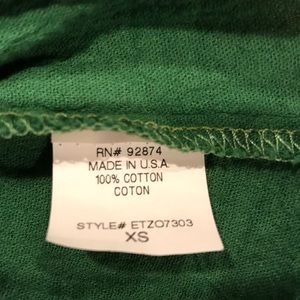 RN# 92874
MADE IN U.S.A.
100% COTTON
COTON
STYLE# ETZO7303
XS